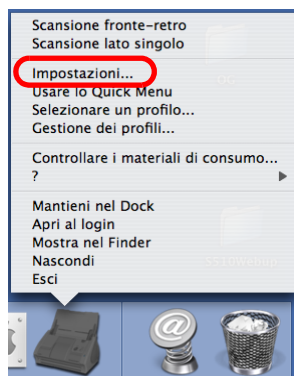 Scansione fronte-retro
Scansione lato singolo
Impostazioni...
Usare lo Quick Menu
Selezionare un profilo...
Gestione dei profili...
Controllare i materiali di consumo...
?
Mantieni nel Dock
Apri al login
Mostra nel Finder
Nascondi
Esci
@